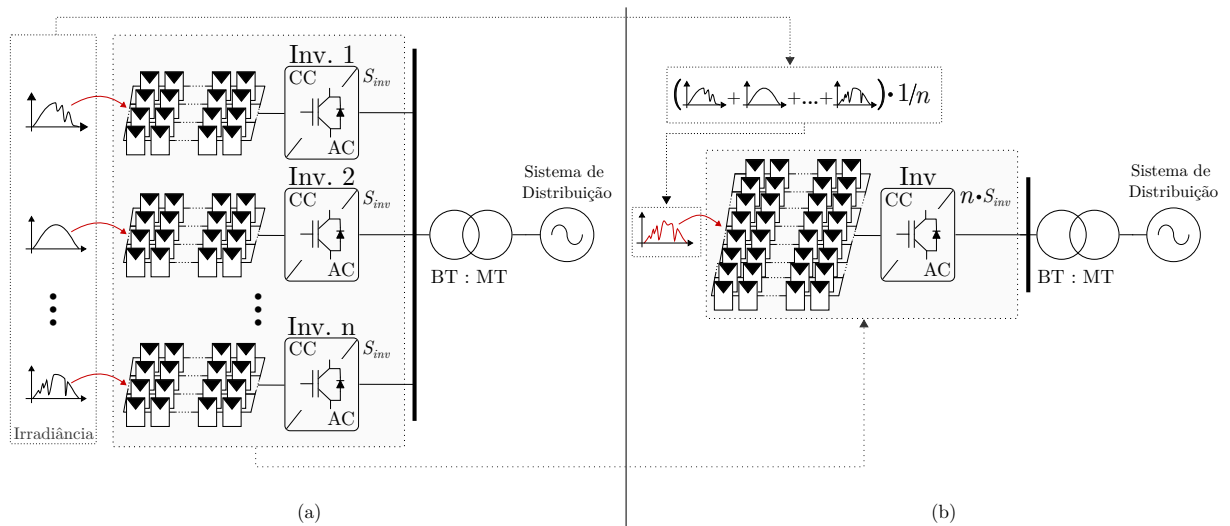 Inv. 1
CC
S_inv
AC
Inv. 2
CC
S_inv
AC
Inv. n
CC
S_inv
AC
Irradiância
Sistema de
Distribuição
BT : MT
(a)
( + +...+ )•1/n
Inv
CC
n•S_inv
AC
Sistema de
Distribuição
BT : MT
(b)